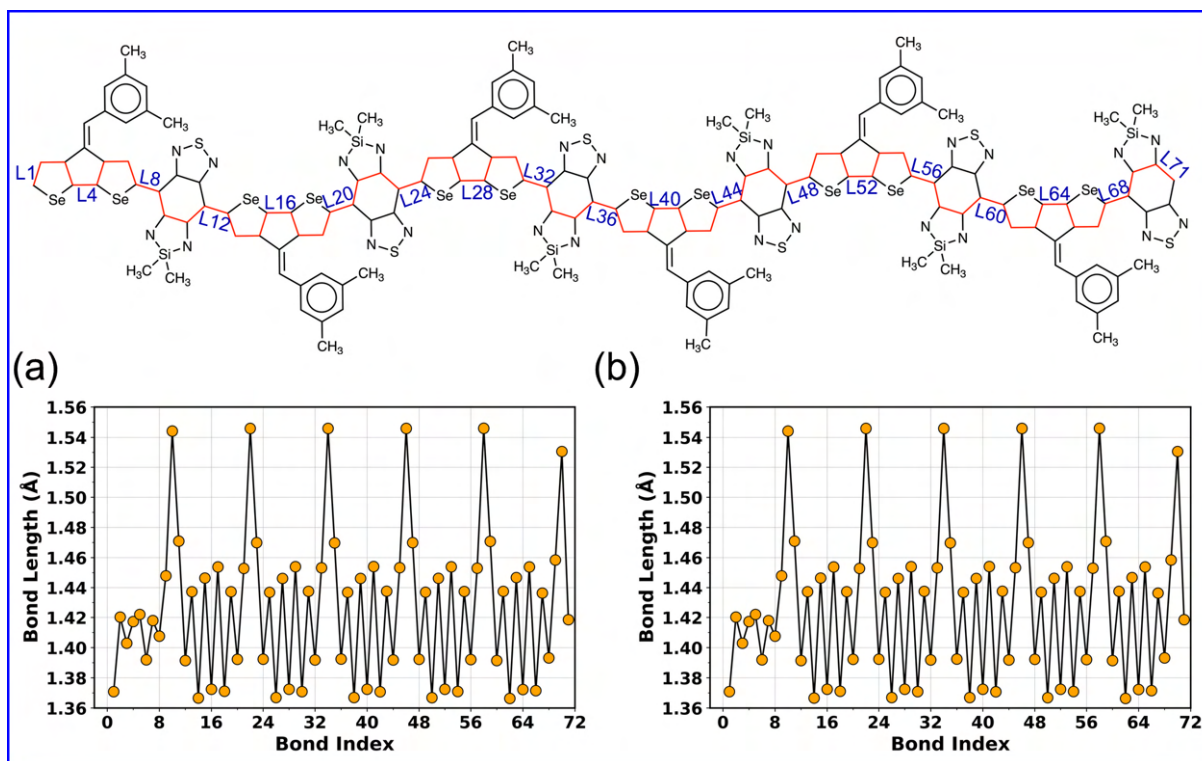 CH₃
CH₃
CH₃
CH₃
CH₃
CH₃
H₃C CH₃
Si
N N
S
N N
H₃C CH₃
Si
N N
S
N N
H₃C CH₃
Si
N N
S
N N
L1 L4 L8 L12 L16 L20 L24 L28 L32 L36 L40 L44 L48 L52 L56 L60 L64 L68 L71
Se Se Se Se Se Se Se Se Se Se Se Se
N N
Si
H₃C CH₃
N N
S
N N
Si
H₃C CH₃
N N
S
N N
Si
H₃C CH₃
N N
S
CH₃
CH₃
CH₃
H₃C
CH₃
CH₃
(a) (b)
1.56
1.54
1.52
1.50
1.48
1.46
1.44
1.42
1.40
1.38
1.36
Bond Length (Å)
0 8 16 24 32 40 48 56 64 72
Bond Index
1.56
1.54
1.52
1.50
1.48
1.46
1.44
1.42
1.40
1.38
1.36
Bond Length (Å)
0 8 16 24 32 40 48 56 64 72
Bond Index